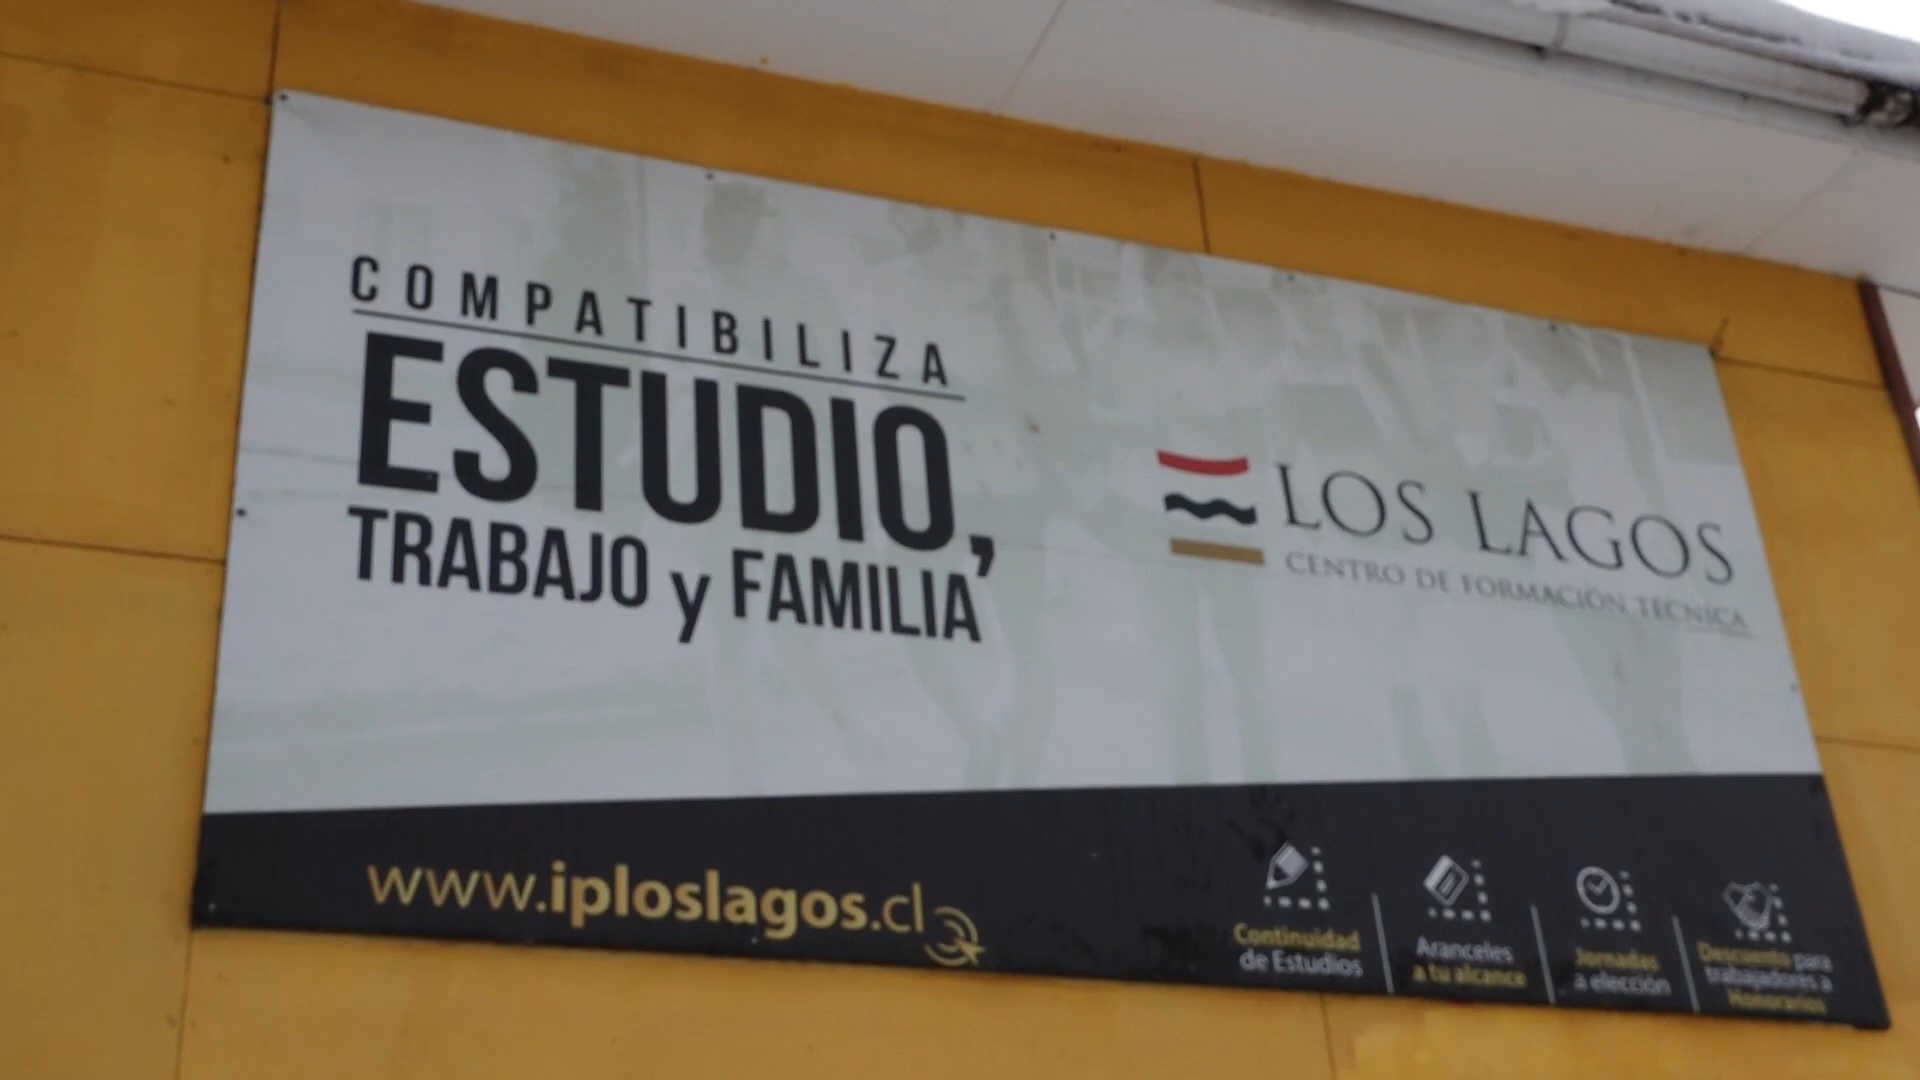 COMPATIBILIZA
ESTUDIO,
TRABAJO y FAMILIA
LOS LAGOS
CENTRO DE FORMACIÓN TÉCNICA
www.iploslagos.cl
Continuidad
de Estudios
Aranceles
a tu alcance
Jornadas
a elección
Descuento para
trabajadores a
Honorarios